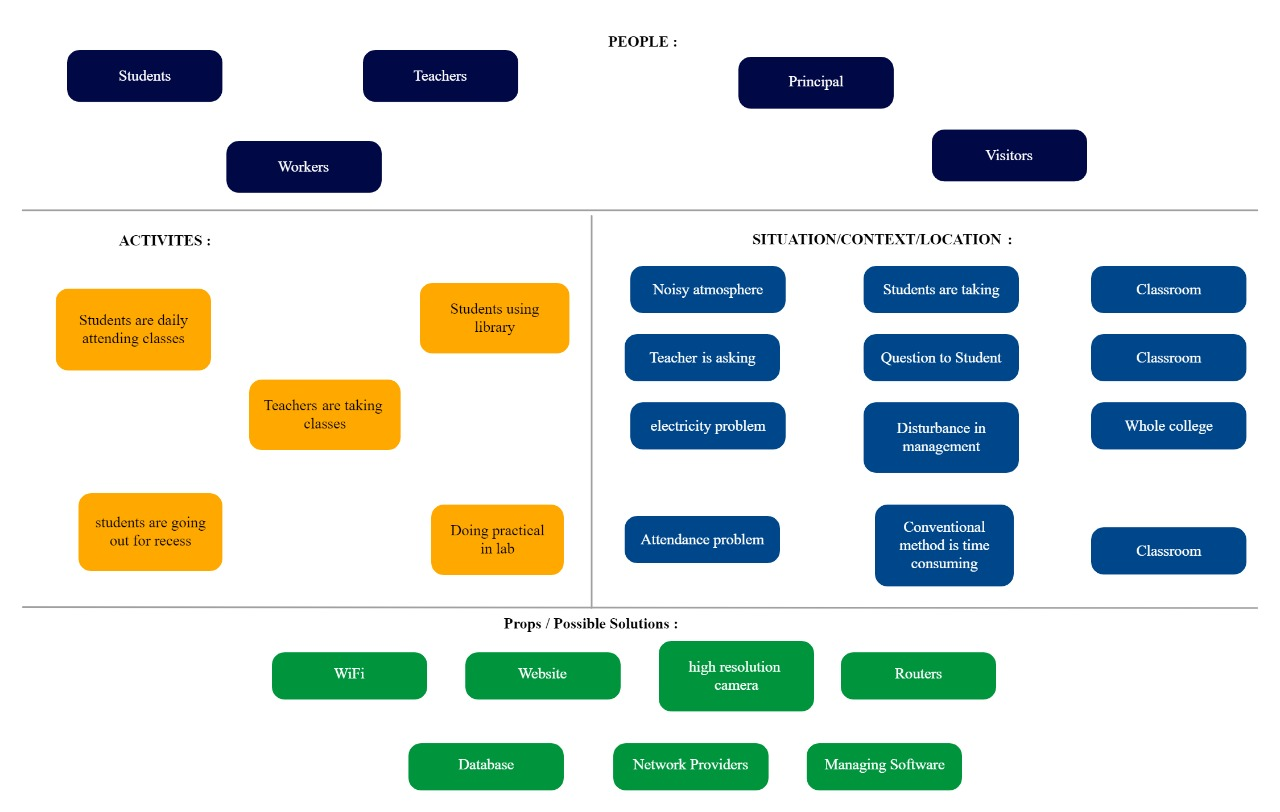 PEOPLE :
Students
Teachers
Principal
Workers
Visitors
ACTIVITES :
Students are daily
attending classes
Students using
library
Teachers are taking
classes
students are going
out for recess
Doing practical
in lab
SITUATION/CONTEXT/LOCATION :
Noisy atmosphere
Students are taking
Classroom
Teacher is asking
Question to Student
Classroom
electricity problem
Disturbance in
management
Whole college
Attendance problem
Conventional
method is time
consuming
Classroom
Props / Possible Solutions :
WiFi
Website
high resolution
camera
Routers
Database
Network Providers
Managing Software